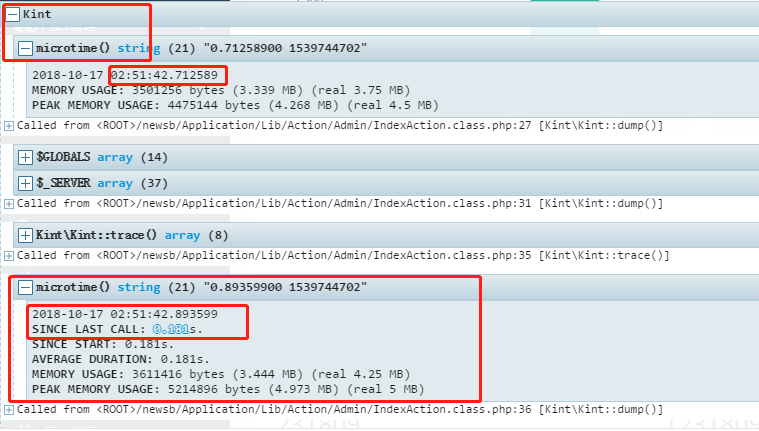 Kint
microtime() string (21) "0.71258900 1539744702"
2018-10-17 02:51:42.712589
MEMORY USAGE: 3501256 bytes (3.339 MB) (real 3.75 MB)
PEAK MEMORY USAGE: 4475144 bytes (4.268 MB) (real 4.5 MB)
Called from <ROOT>/newsb/Application/Lib/Action/Admin/IndexAction.class.php:27 [Kint\Kint::dump()]
$GLOBALS array (14)
$_SERVER array (37)
Called from <ROOT>/newsb/Application/Lib/Action/Admin/IndexAction.class.php:31 [Kint\Kint::dump()]
Kint\Kint::trace() array (8)
Called from <ROOT>/newsb/Application/Lib/Action/Admin/IndexAction.class.php:35 [Kint\Kint::trace()]
microtime() string (21) "0.89359900 1539744702"
2018-10-17 02:51:42.893599
SINCE LAST CALL: 0.181s.
SINCE START: 0.181s.
AVERAGE DURATION: 0.181s.
MEMORY USAGE: 3611416 bytes (3.444 MB) (real 4.25 MB)
PEAK MEMORY USAGE: 5214896 bytes (4.973 MB) (real 5 MB)
Called from <ROOT>/newsb/Application/Lib/Action/Admin/IndexAction.class.php:36 [Kint\Kint::dump()]